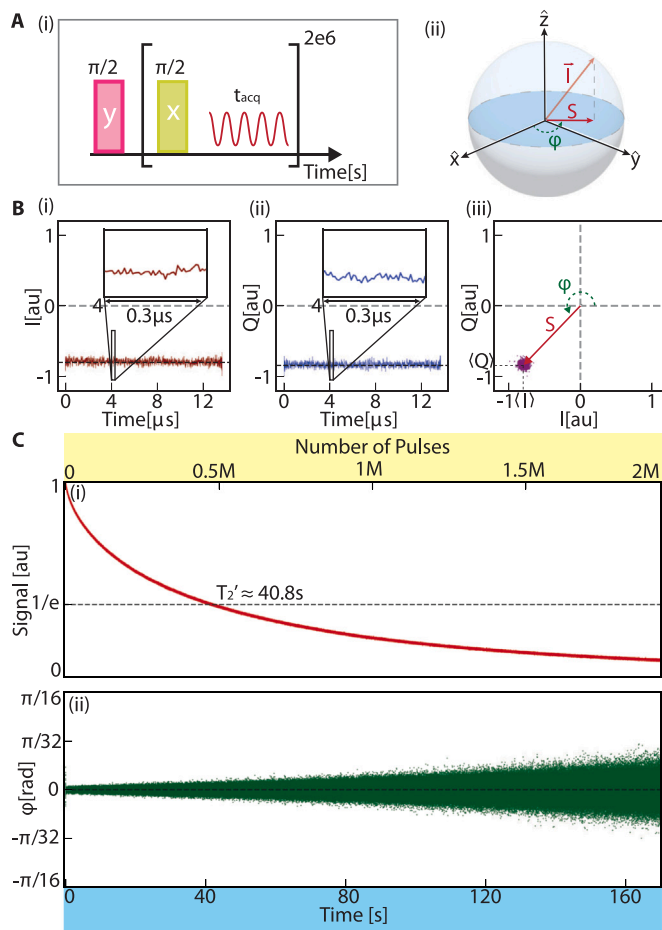 A (i)
π/2
π/2
2e6
y
x
t_acq
Time[s]
(ii)
ẑ
I⃗
S
φ
x̂
ŷ
B (i)
1
I[au]
0
-1
4
0.3μs
0
4
8
12
Time[μs]
(ii)
1
Q[au]
0
-1
4
0.3μs
0
4
8
12
Time[μs]
(iii)
1
Q[au]
0
⟨Q⟩
-1
φ
S
-1⟨I⟩
0
1
I[au]
C
Number of Pulses
0
0.5M
1M
1.5M
2M
(i)
1
Signal [au]
1/e
0
T₂' ≈ 40.8s
(ii)
π/16
π/32
φ[rad]
0
-π/32
-π/16
0
40
80
120
160
Time [s]